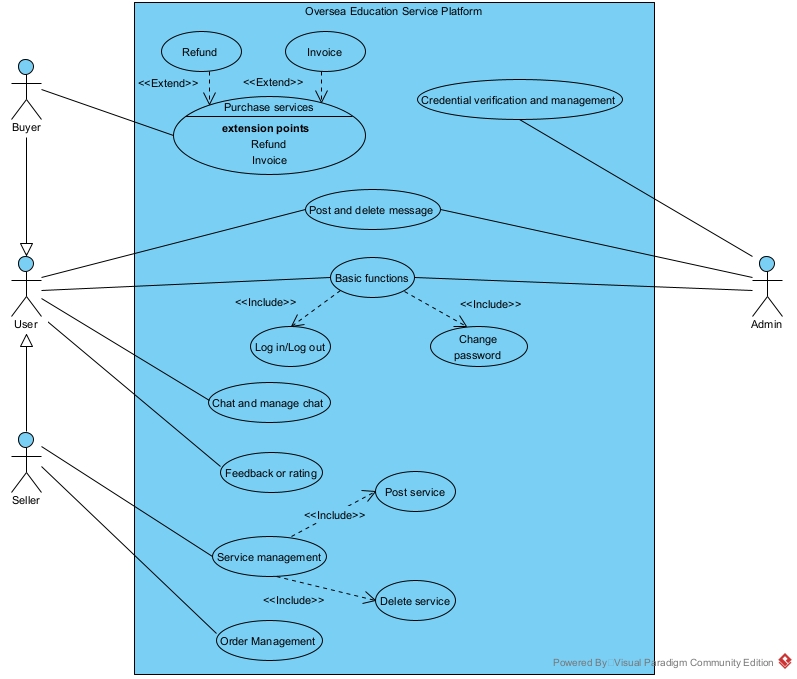 Oversea Education Service Platform
Refund
Invoice
<<Extend>>
<<Extend>>
Purchase services
extension points
Refund
Invoice
Credential verification and management
Buyer
Post and delete message
Basic functions
<<Include>>
<<Include>>
User
Admin
Log in/Log out
Change
password
Chat and manage chat
Feedback or rating
Seller
Post service
<<Include>>
Service management
<<Include>>
Delete service
Order Management
Powered By: Visual Paradigm Community Edition